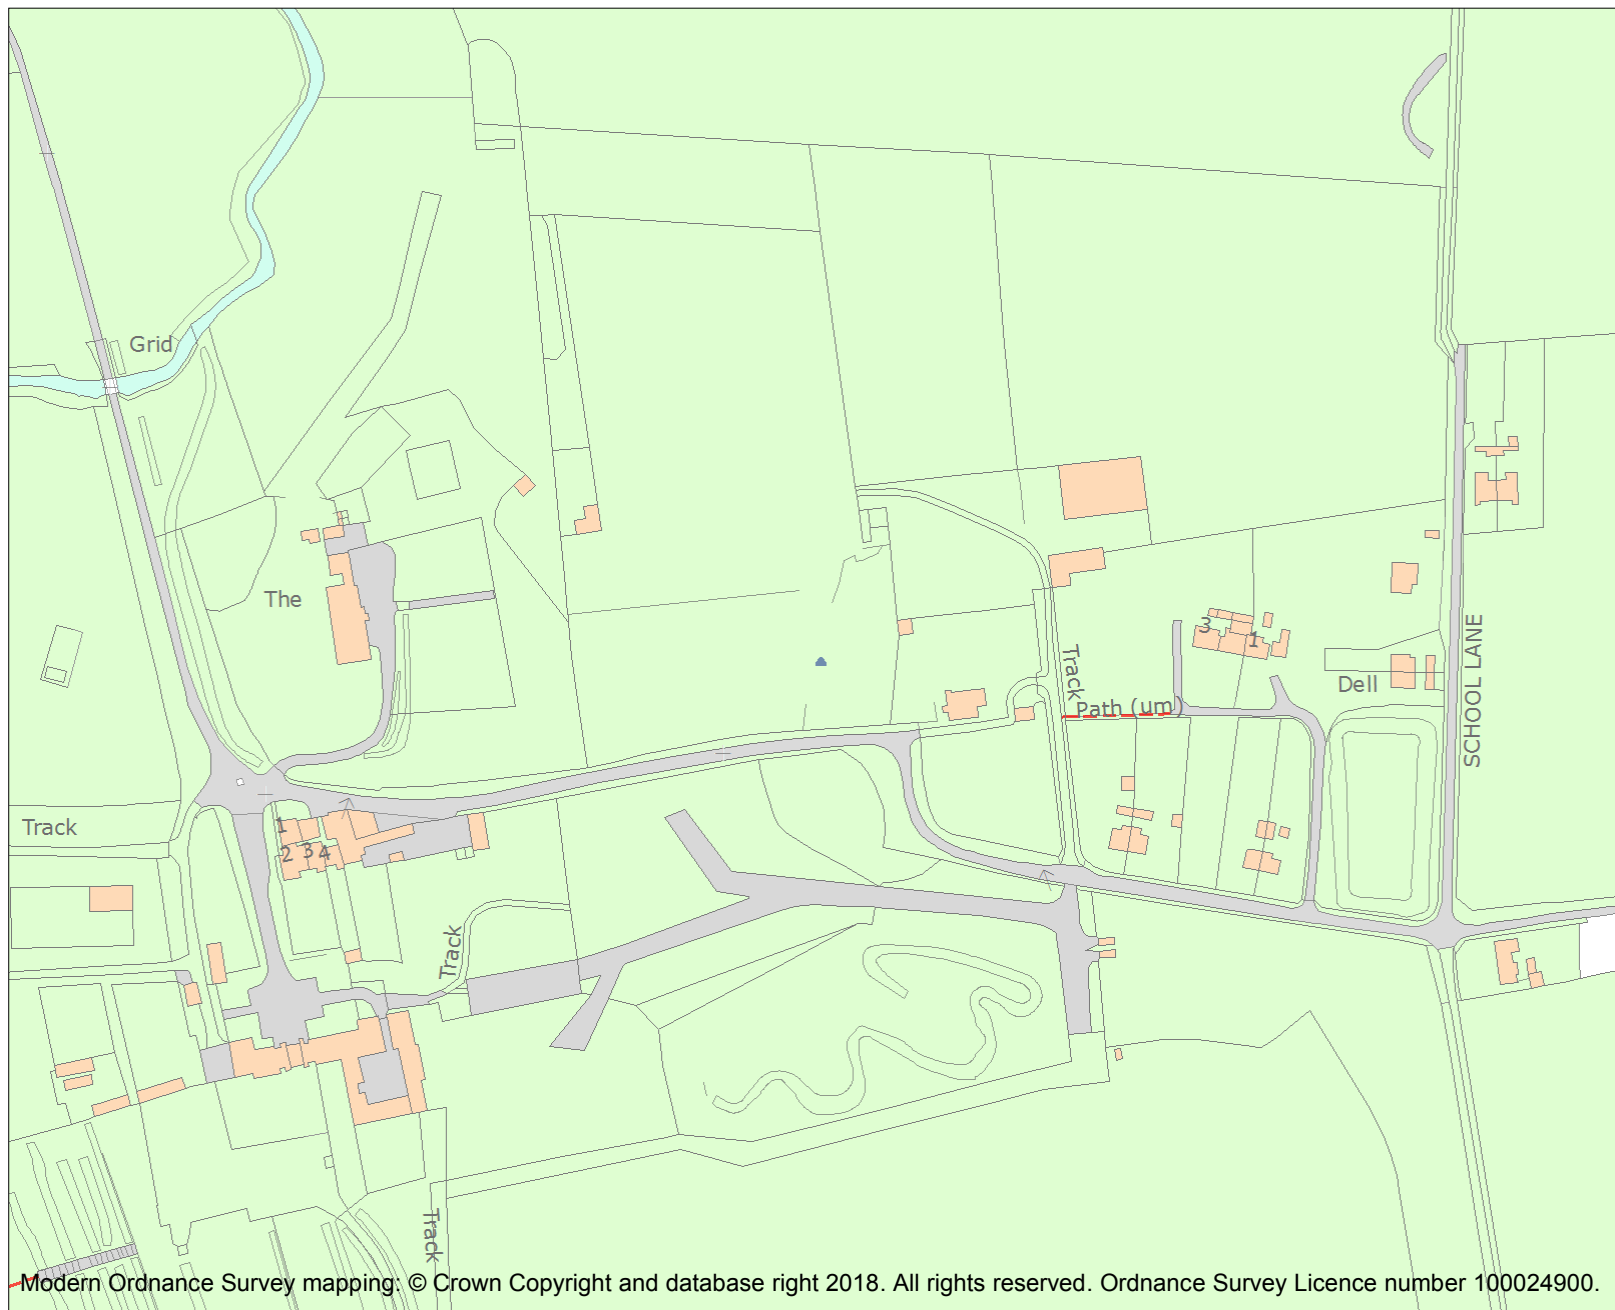 Grid
The
3
1
SCHOOL LANE
Track
Dell
Path (um)
Track
1
2 3 4
Track
Track
Modern Ordnance Survey mapping: © Crown Copyright and database right 2018. All rights reserved. Ordnance Survey Licence number 100024900.